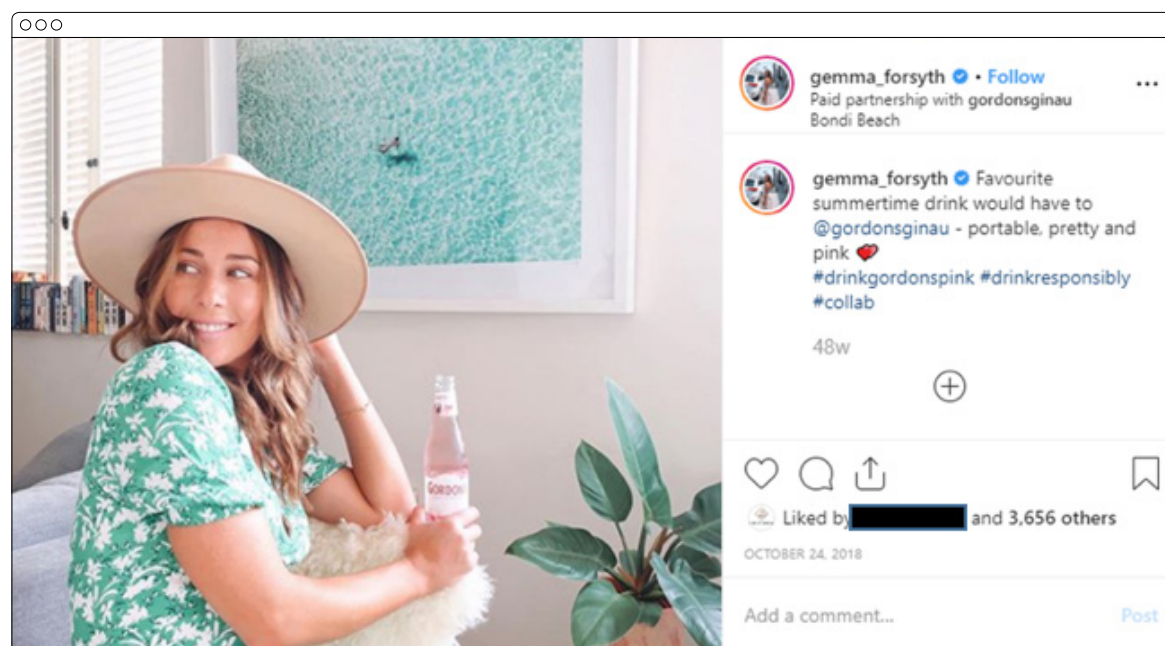 gemma_forsyth • Follow
Paid partnership with gordonsginau
Bondi Beach
gemma_forsyth Favourite
summertime drink would have to
@gordonsginau - portable, pretty and
pink
#drinkgordonspink #drinkresponsibly
#collab
48w
GORDON
Liked by and 3,656 others
OCTOBER 24, 2018
Add a comment...
Post